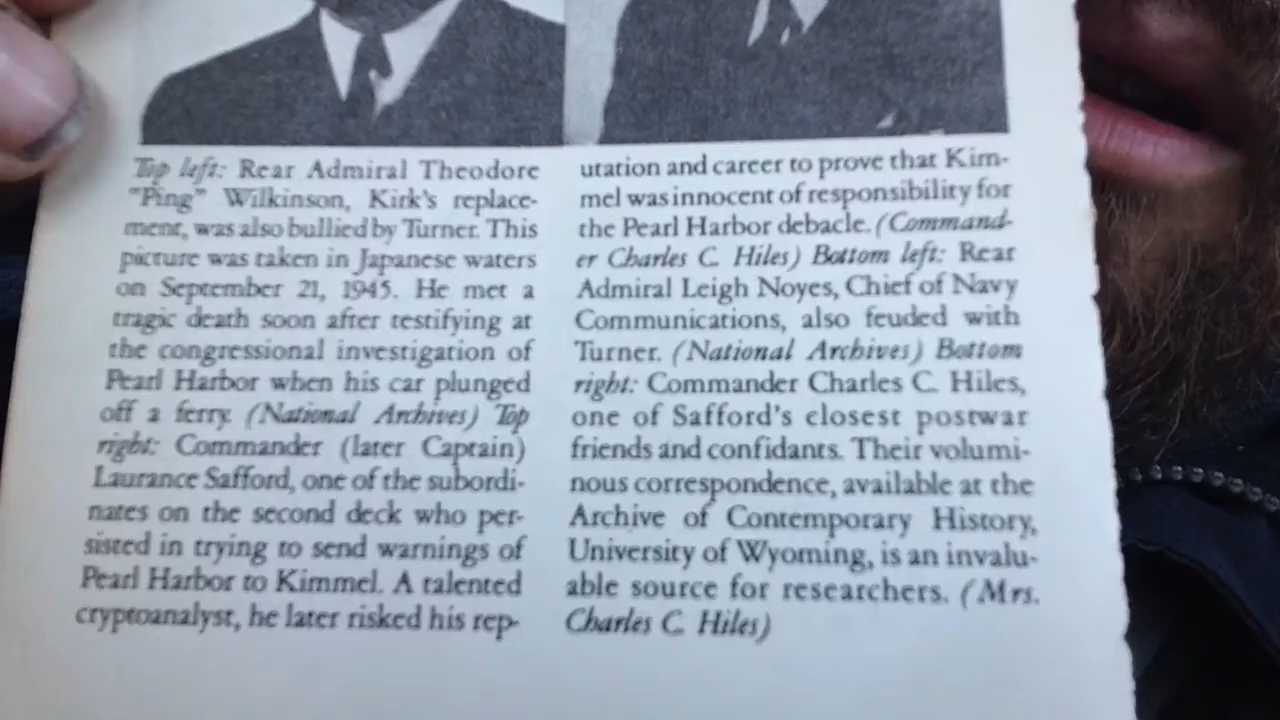 Top left: Rear Admiral Theodore
"Ping" Wilkinson, Kirk's replace-
ment, was also bullied by Turner. This
picture was taken in Japanese waters
on September 21, 1945. He met a
tragic death soon after testifying at
the congressional investigation of
Pearl Harbor when his car plunged
off a ferry. (National Archives) Top
right: Commander (later Captain)
Laurance Safford, one of the subordi-
nates on the second deck who per-
sisted in trying to send warnings of
Pearl Harbor to Kimmel. A talented
cryptoanalyst, he later risked his rep-
utation and career to prove that Kim-
mel was innocent of responsibility for
the Pearl Harbor debacle. (Command-
er Charles C. Hiles) Bottom left: Rear
Admiral Leigh Noyes, Chief of Navy
Communications, also feuded with
Turner. (National Archives) Bottom
right: Commander Charles C. Hiles,
one of Safford's closest postwar
friends and confidants. Their volumi-
nous correspondence, available at the
Archive of Contemporary History,
University of Wyoming, is an invalu-
able source for researchers. (Mrs.
Charles C. Hiles)